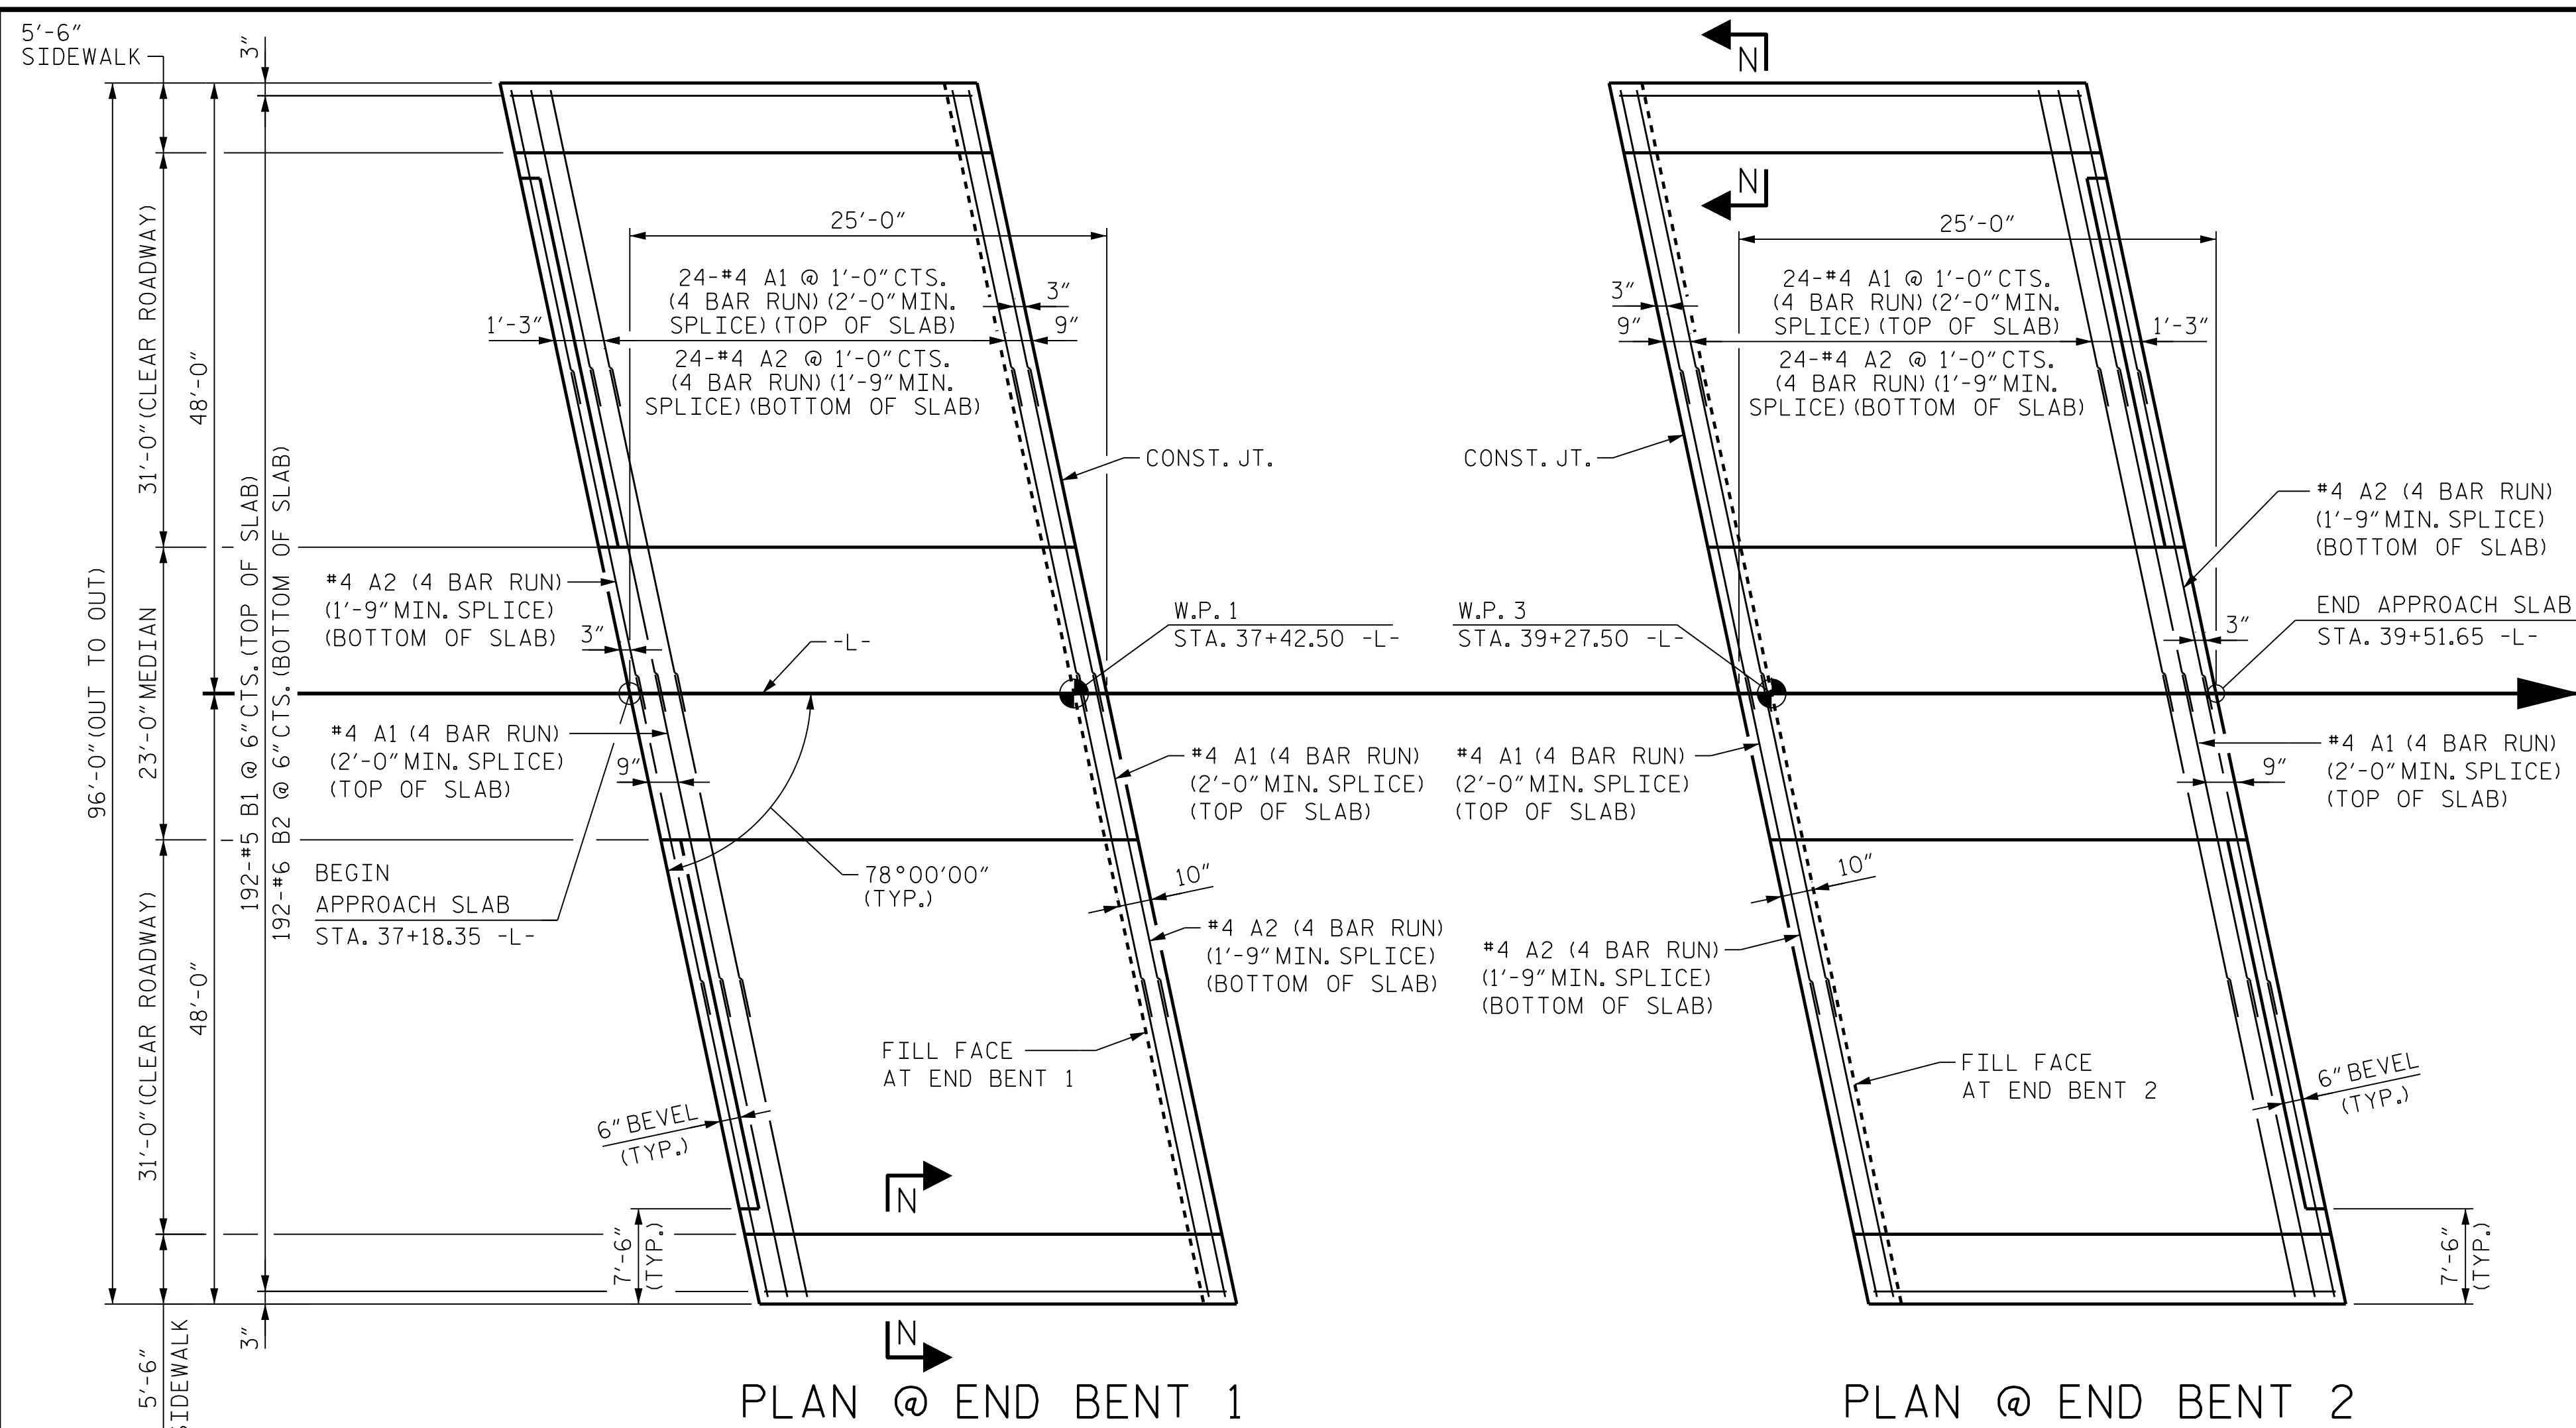 5'-6"
SIDEWALK
3"
96'-0"(OUT TO OUT)
31'-0"(CLEAR ROADWAY)
23'-0"MEDIAN
31'-0"(CLEAR ROADWAY)
5'-6"
SIDEWALK
48'-0"
48'-0"
192-#5 B1 @ 6"CTS.(TOP OF SLAB)
192-#6 B2 @ 6"CTS.(BOTTOM OF SLAB)
3"
25'-0"
24-#4 A1 @ 1'-0"CTS.
(4 BAR RUN)(2'-0"MIN.
SPLICE)(TOP OF SLAB)
24-#4 A2 @ 1'-0"CTS.
(4 BAR RUN)(1'-9"MIN.
SPLICE)(BOTTOM OF SLAB)
1'-3"
3"
9"
CONST. JT.
#4 A2 (4 BAR RUN)
(1'-9"MIN. SPLICE)
(BOTTOM OF SLAB)
3"
-L-
W.P. 1
STA. 37+42.50 -L-
#4 A1 (4 BAR RUN)
(2'-0"MIN. SPLICE)
(TOP OF SLAB)
9"
BEGIN
APPROACH SLAB
STA. 37+18.35 -L-
78°00'00"
(TYP.)
#4 A1 (4 BAR RUN)
(2'-0"MIN. SPLICE)
(TOP OF SLAB)
10"
#4 A2 (4 BAR RUN)
(1'-9"MIN. SPLICE)
(BOTTOM OF SLAB)
FILL FACE
AT END BENT 1
6" BEVEL
(TYP.)
7'-6"
(TYP.)
N
N
PLAN @ END BENT 1
N
N
25'-0"
24-#4 A1 @ 1'-0"CTS.
(4 BAR RUN)(2'-0"MIN.
SPLICE)(TOP OF SLAB)
24-#4 A2 @ 1'-0"CTS.
(4 BAR RUN)(1'-9"MIN.
SPLICE)(BOTTOM OF SLAB)
3"
9"
1'-3"
CONST. JT.
#4 A2 (4 BAR RUN)
(1'-9"MIN. SPLICE)
(BOTTOM OF SLAB)
W.P. 3
STA. 39+27.50 -L-
END APPROACH SLAB
STA. 39+51.65 -L-
3"
#4 A1 (4 BAR RUN)
(2'-0"MIN. SPLICE)
(TOP OF SLAB)
#4 A1 (4 BAR RUN)
(2'-0"MIN. SPLICE)
(TOP OF SLAB)
9"
10"
#4 A2 (4 BAR RUN)
(1'-9"MIN. SPLICE)
(BOTTOM OF SLAB)
FILL FACE
AT END BENT 2
6" BEVEL
(TYP.)
7'-6"
(TYP.)
PLAN @ END BENT 2